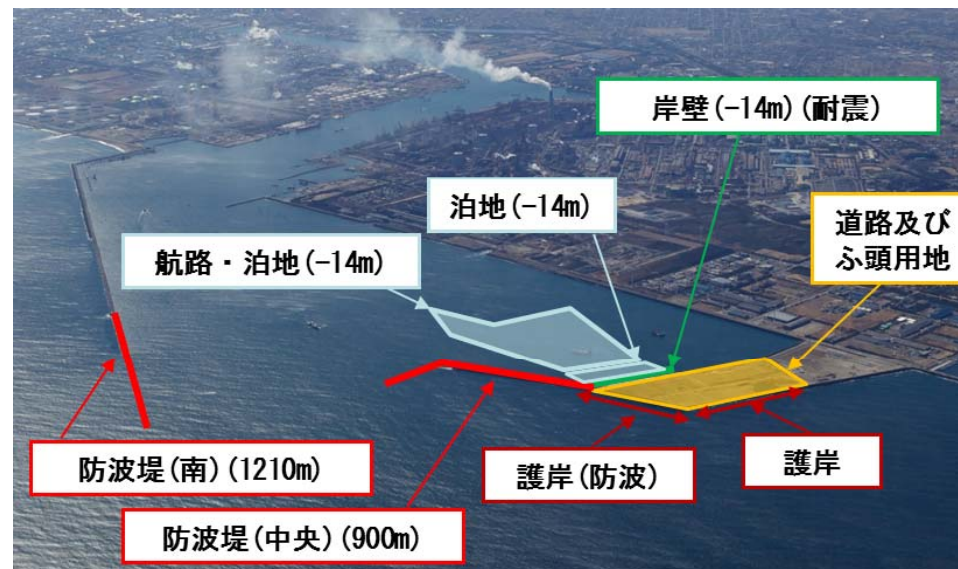 岸壁(-14m)(耐震)
泊地(-14m)
道路及び
ふ頭用地
航路・泊地(-14m)
防波堤(南)(1210m)
護岸(防波)
護岸
防波堤(中央)(900m)